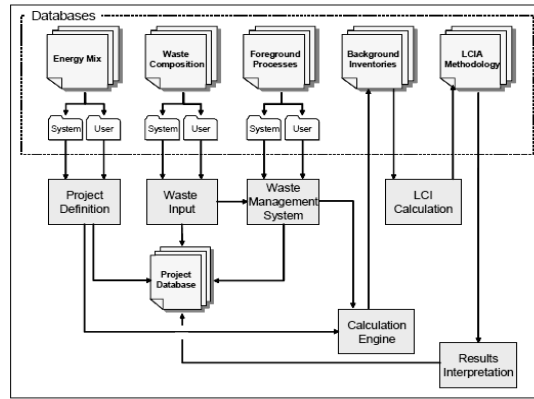 Databases
Energy Mix
Waste
Composition
Foreground
Processes
Background
Inventories
LCIA
Methodology
System
User
System
User
System
User
Project
Definition
Waste
Input
Waste
Management
System
LCI
Calculation
Project
Database
Calculation
Engine
Results
Interpretation